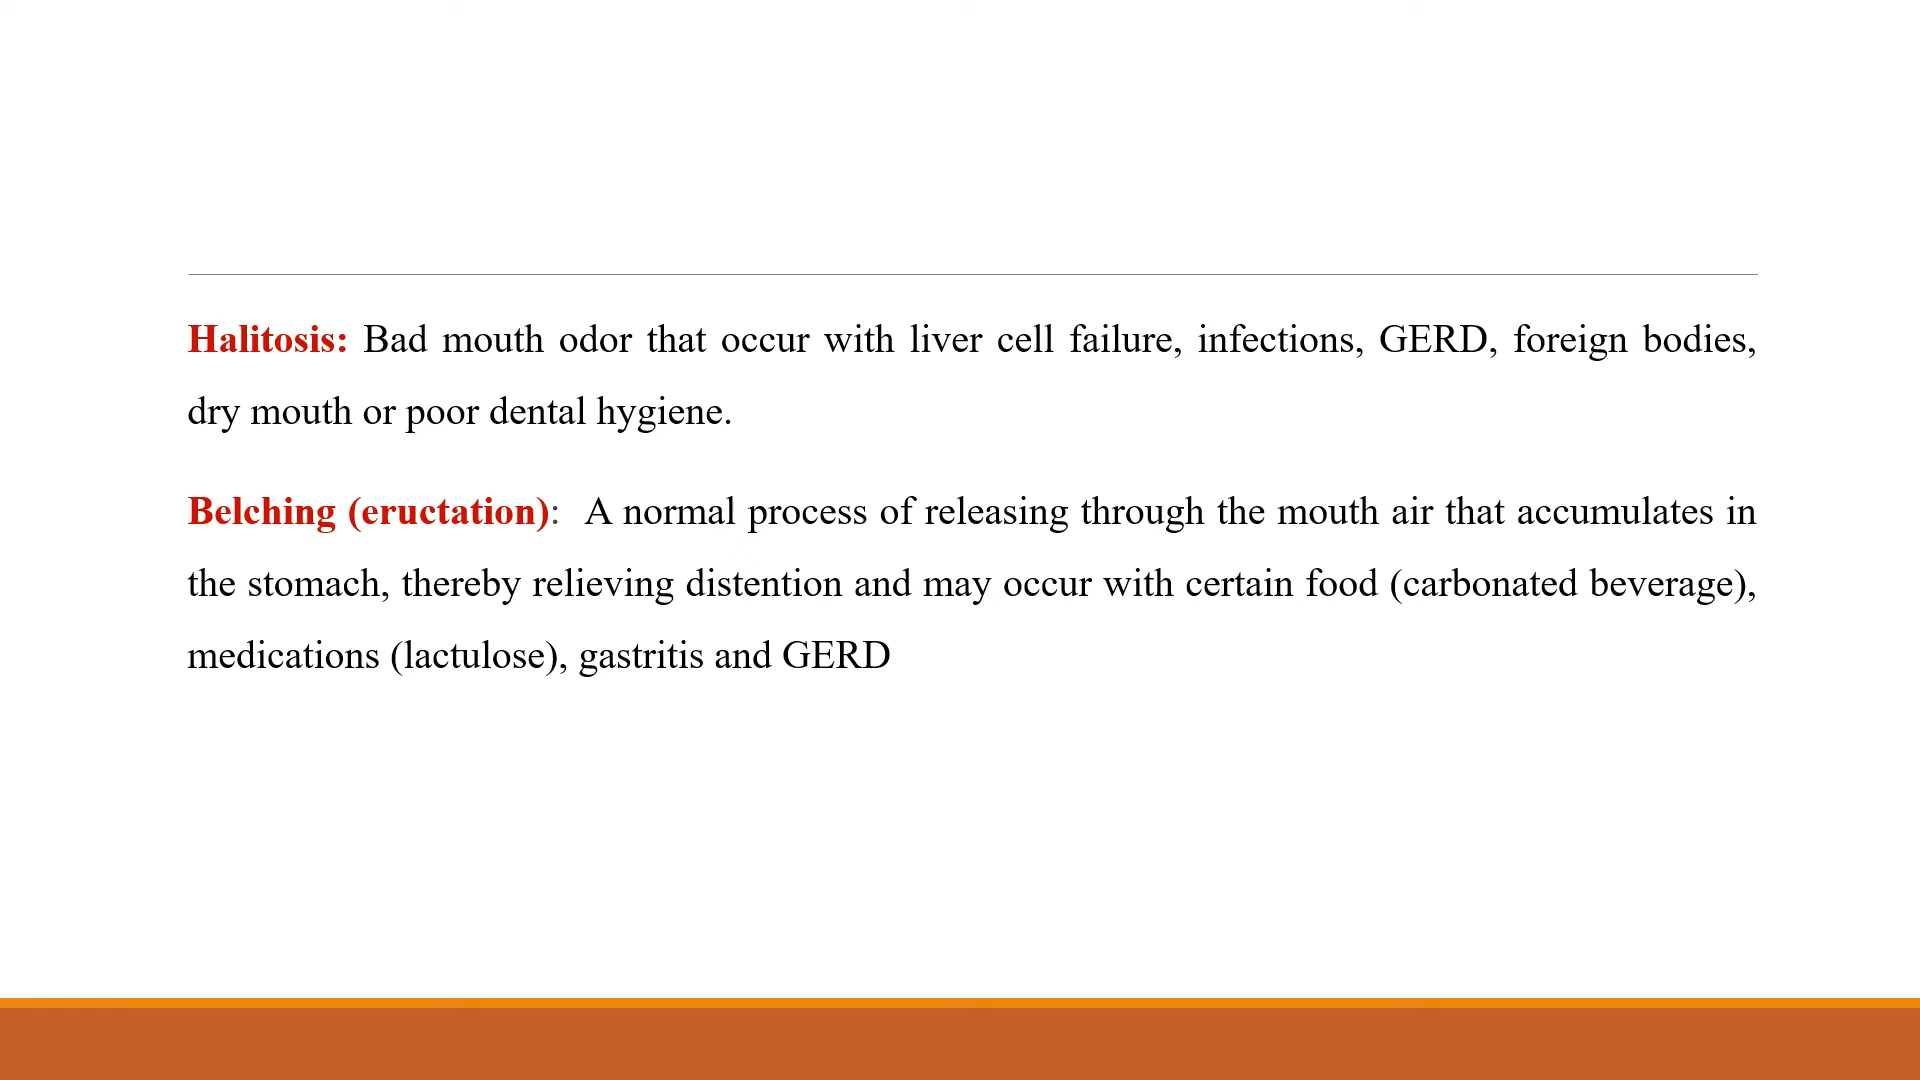 Halitosis: Bad mouth odor that occur with liver cell failure, infections, GERD, foreign bodies,
dry mouth or poor dental hygiene.
Belching (eructation):  A normal process of releasing through the mouth air that accumulates in
the stomach, thereby relieving distention and may occur with certain food (carbonated beverage),
medications (lactulose), gastritis and GERD